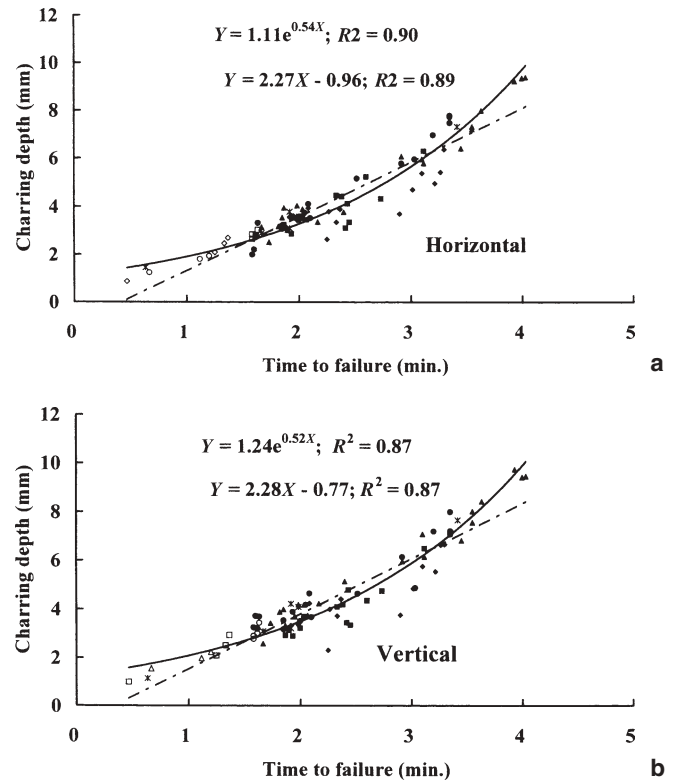 12
Y = 1.11e^0.54X; R2 = 0.90
10
Y = 2.27X - 0.96; R2 = 0.89
8
6
4
Horizontal
2
0
Charring depth (mm)
0 1 2 3 4 5
Time to failure (min.)
a
12
Y = 1.24e^0.52X; R² = 0.87
10
Y = 2.28X - 0.77; R² = 0.87
8
6
4
Vertical
2
0
Charring depth (mm)
0 1 2 3 4 5
Time to failure (min.)
b